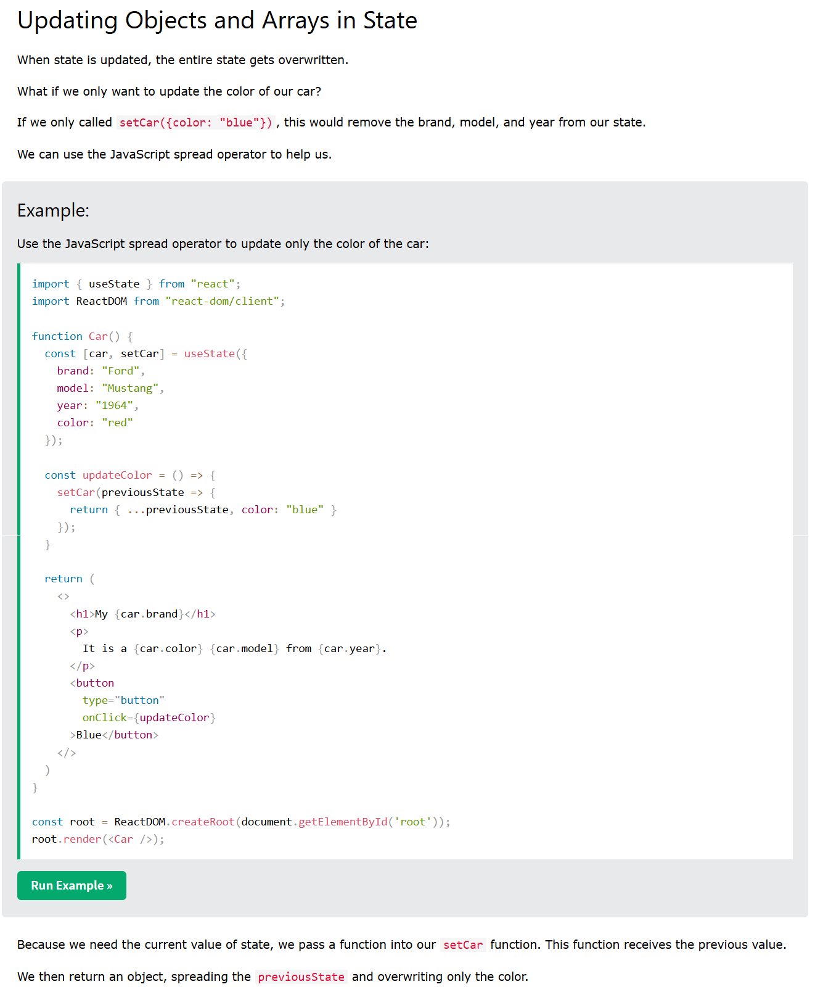 Updating Objects and Arrays in State
When state is updated, the entire state gets overwritten.
What if we only want to update the color of our car?
If we only called setCar({color: "blue"}), this would remove the brand, model, and year from our state.
We can use the JavaScript spread operator to help us.
Example:
Use the JavaScript spread operator to update only the color of the car:
import { useState } from "react";
import ReactDOM from "react-dom/client";
function Car() {
  const [car, setCar] = useState({
    brand: "Ford",
    model: "Mustang",
    year: "1964",
    color: "red"
  });
  const updateColor = () => {
    setCar(previousState => {
      return { ...previousState, color: "blue" }
    });
  }
  return (
    <>
      <h1>My {car.brand}</h1>
      <p>
        It is a {car.color} {car.model} from {car.year}.
      </p>
      <button
        type="button"
        onClick={updateColor}
      >Blue</button>
    </>
  )
}
const root = ReactDOM.createRoot(document.getElementById('root'));
root.render(<Car />);
Run Example »
Because we need the current value of state, we pass a function into our setCar function. This function receives the previous value.
We then return an object, spreading the previousState and overwriting only the color.